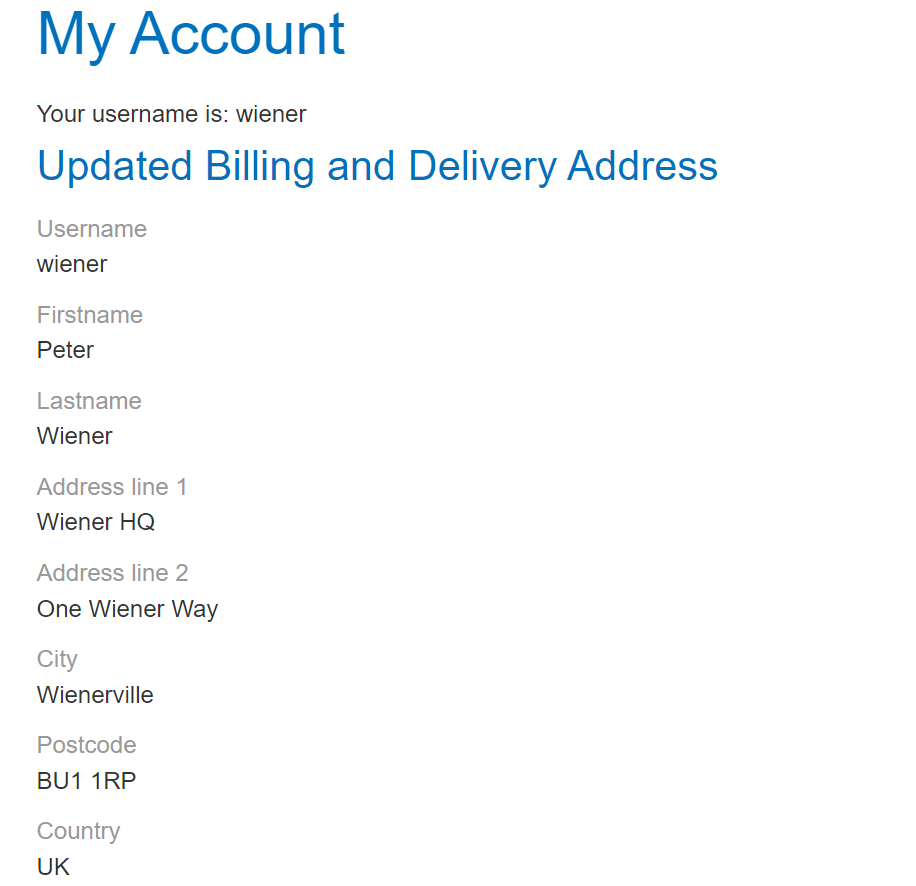 My Account
Your username is: wiener
Updated Billing and Delivery Address
Username
wiener
Firstname
Peter
Lastname
Wiener
Address line 1
Wiener HQ
Address line 2
One Wiener Way
City
Wienerville
Postcode
BU1 1RP
Country
UK